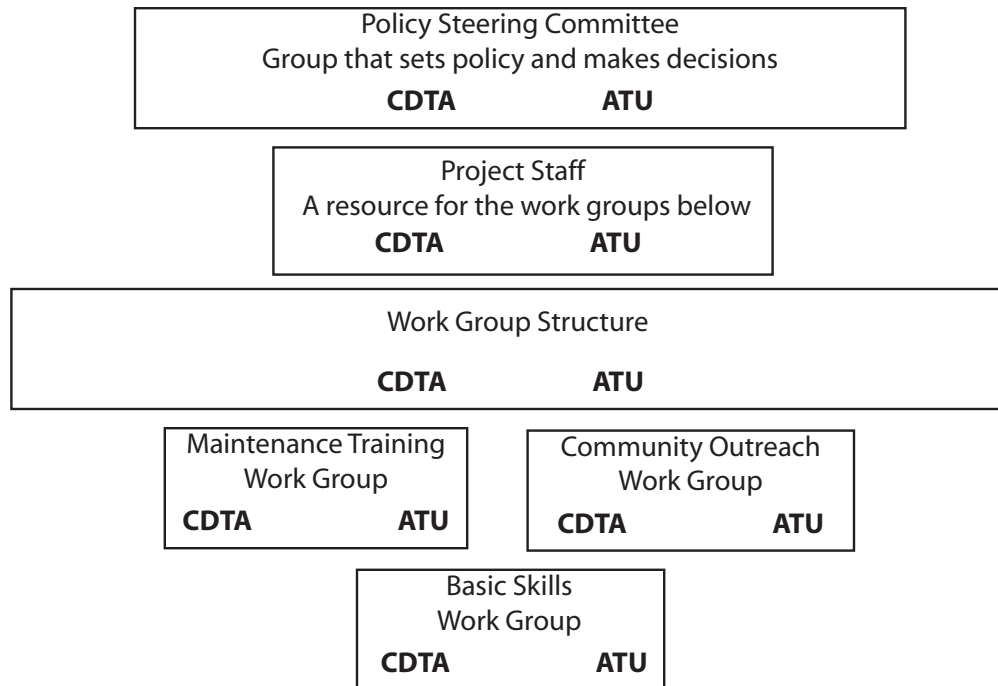 Policy Steering Committee
Group that sets policy and makes decisions
CDTA ATU
Project Staff
A resource for the work groups below
CDTA ATU
Work Group Structure
CDTA ATU
Maintenance Training
Work Group
CDTA ATU
Community Outreach
Work Group
CDTA ATU
Basic Skills
Work Group
CDTA ATU